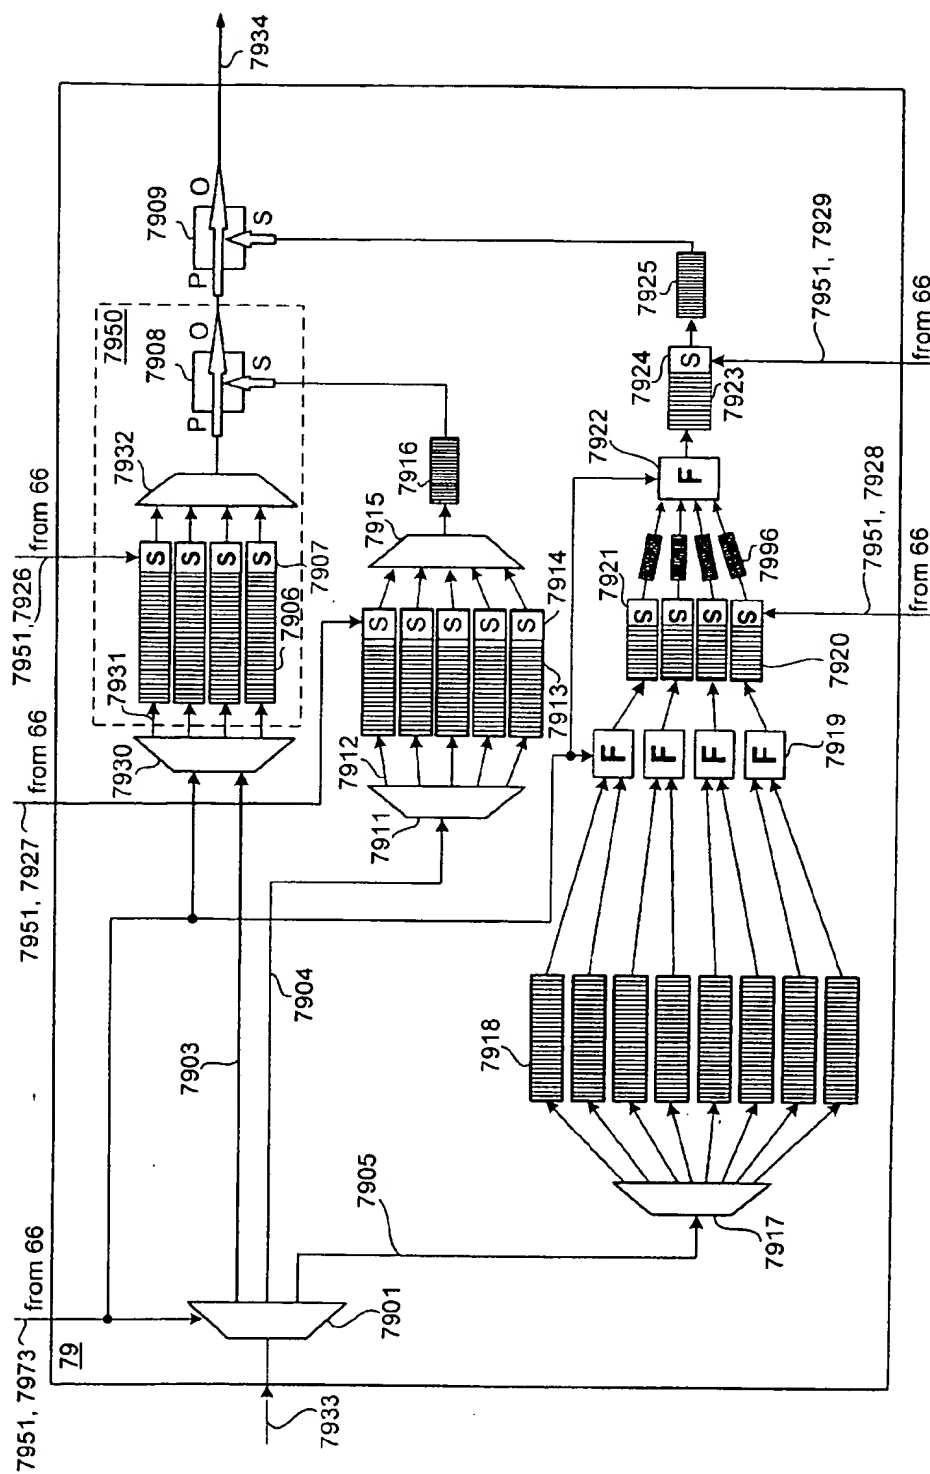 7951, 7973
from 66
7951, 7927
from 66
7951, 7926
from 66
79
7933
7901
7903
7904
7905
7930
7931
7906
7907
S
S
S
S
7932
7950
7908
P
O
S
7909
P
O
S
7934
7911
7912
7913
7914
S
S
S
S
S
7915
7916
7917
7918
7919
F
F
F
F
7920
7921
S
S
S
S
7996
7922
F
7923
7924
S
7925
7951, 7928
from 66
7951, 7929
from 66